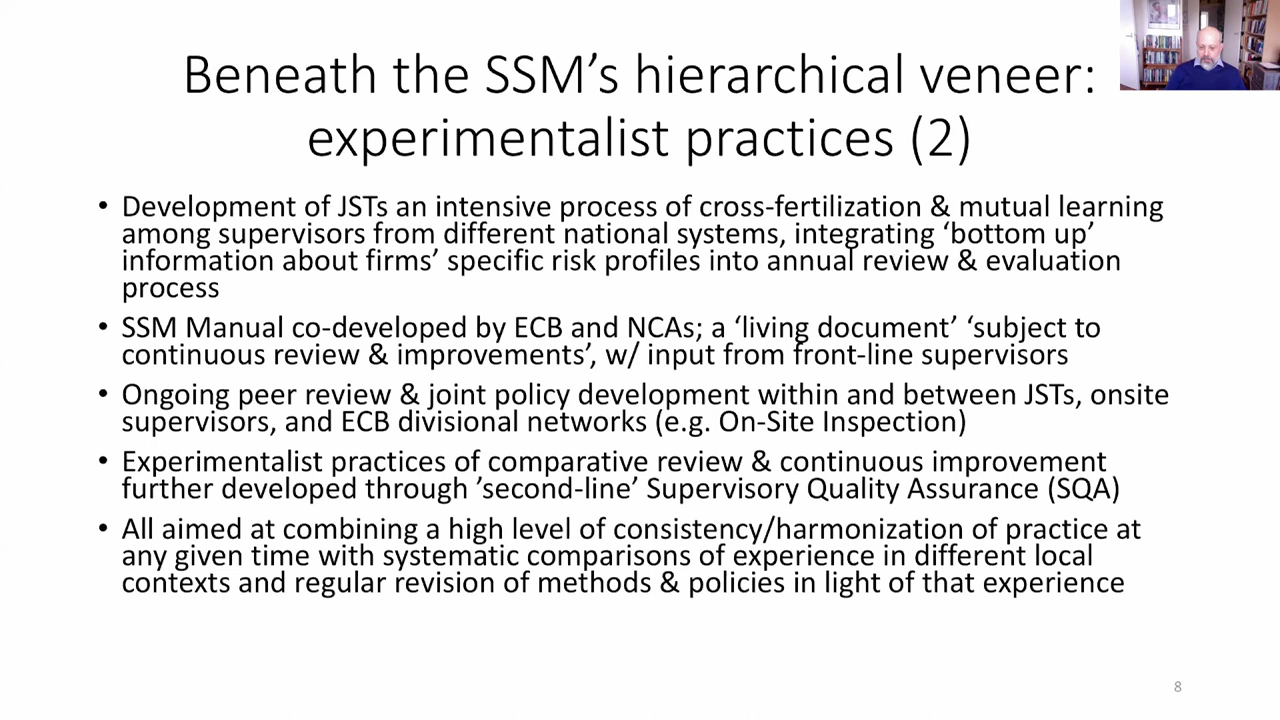 Beneath the SSM’s hierarchical veneer:
experimentalist practices (2)
• Development of JSTs an intensive process of cross-fertilization & mutual learning
among supervisors from different national systems, integrating ‘bottom up’
information about firms’ specific risk profiles into annual review & evaluation
process
• SSM Manual co-developed by ECB and NCAs; a ‘living document’ ‘subject to
continuous review & improvements’, w/ input from front-line supervisors
• Ongoing peer review & joint policy development within and between JSTs, onsite
supervisors, and ECB divisional networks (e.g. On-Site Inspection)
• Experimentalist practices of comparative review & continuous improvement
further developed through ’second-line’ Supervisory Quality Assurance (SQA)
• All aimed at combining a high level of consistency/harmonization of practice at
any given time with systematic comparisons of experience in different local
contexts and regular revision of methods & policies in light of that experience
8